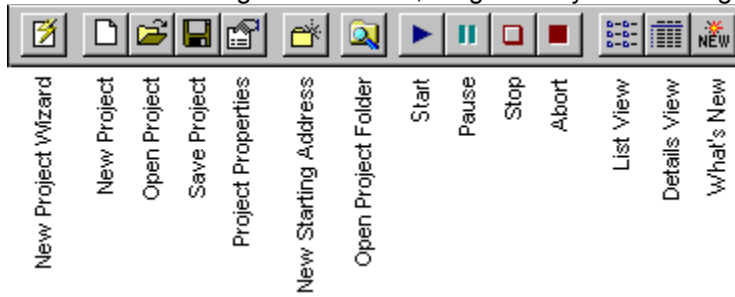 NEW
New Project Wizard
New Project
Open Project
Save Project
Project Properties
New Starting Address
Open Project Folder
Start
Pause
Stop
Abort
List View
Details View
What's New